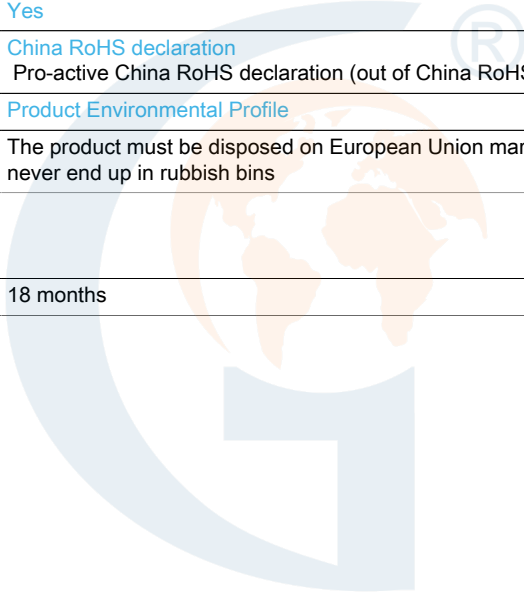 Yes
China RoHS declaration
Pro-active China RoHS declaration (out of China RoHS
Product Environmental Profile
The product must be disposed on European Union mar
never end up in rubbish bins
18 months
®